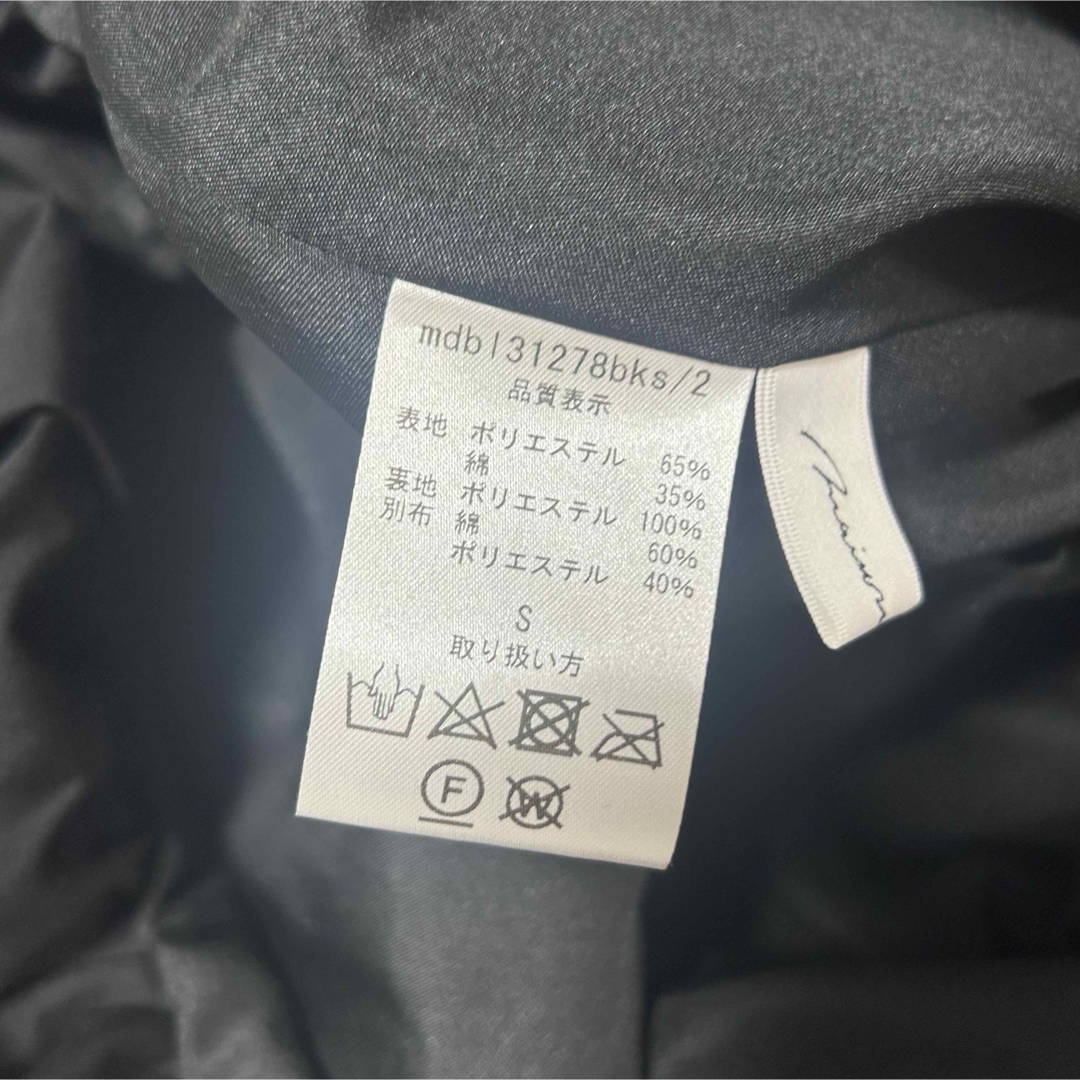 mdbl31278bks/2
品質表示
表地 ポリエステル 65%
綿 35%
裏地 ポリエステル 100%
別布 綿 60%
ポリエステル 40%
S
取り扱い方
F
W